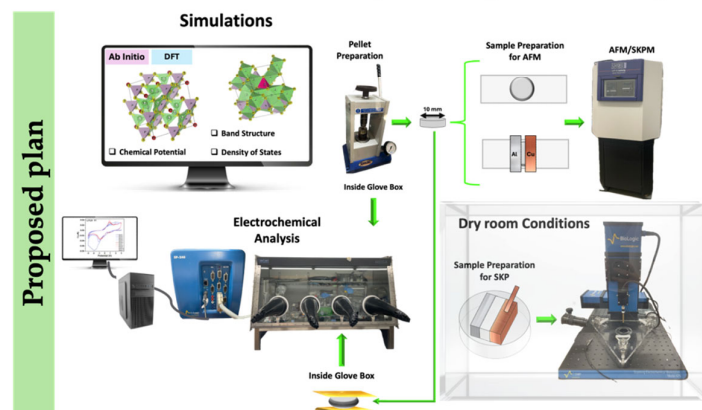 Proposed plan
Simulations
Ab Initio
DFT
Band Structure
Chemical Potential
Density of States
Pellet
Preparation
10 mm
Sample Preparation
for AFM
Al
Cu
AFM/SKPM
Inside Glove Box
Electrochemical
Analysis
Dry room Conditions
Sample Preparation
for SKP
BioLogic
Inside Glove Box